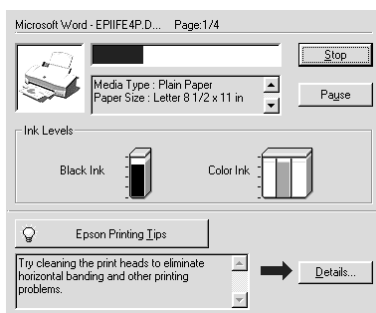 Microsoft Word - EPIIFE4P.D... Page:1/4
Stop
Media Type : Plain Paper
Paper Size : Letter 8 1/2 x 11 in
Pause
Ink Levels
Black Ink
Color Ink
Epson Printing Tips
Try cleaning the print heads to eliminate
horizontal banding and other printing
problems.
Details...